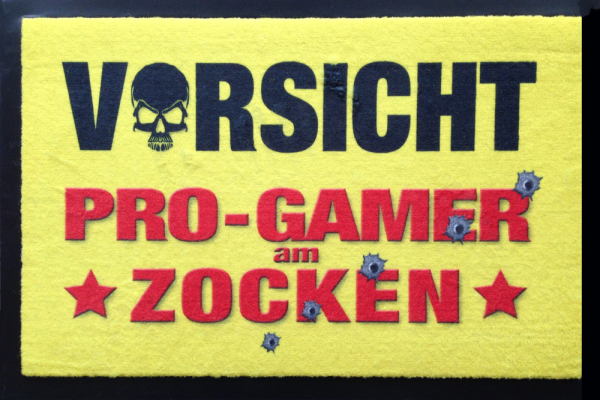 VORSICHT
PRO-GAMER
am
ZOCKEN